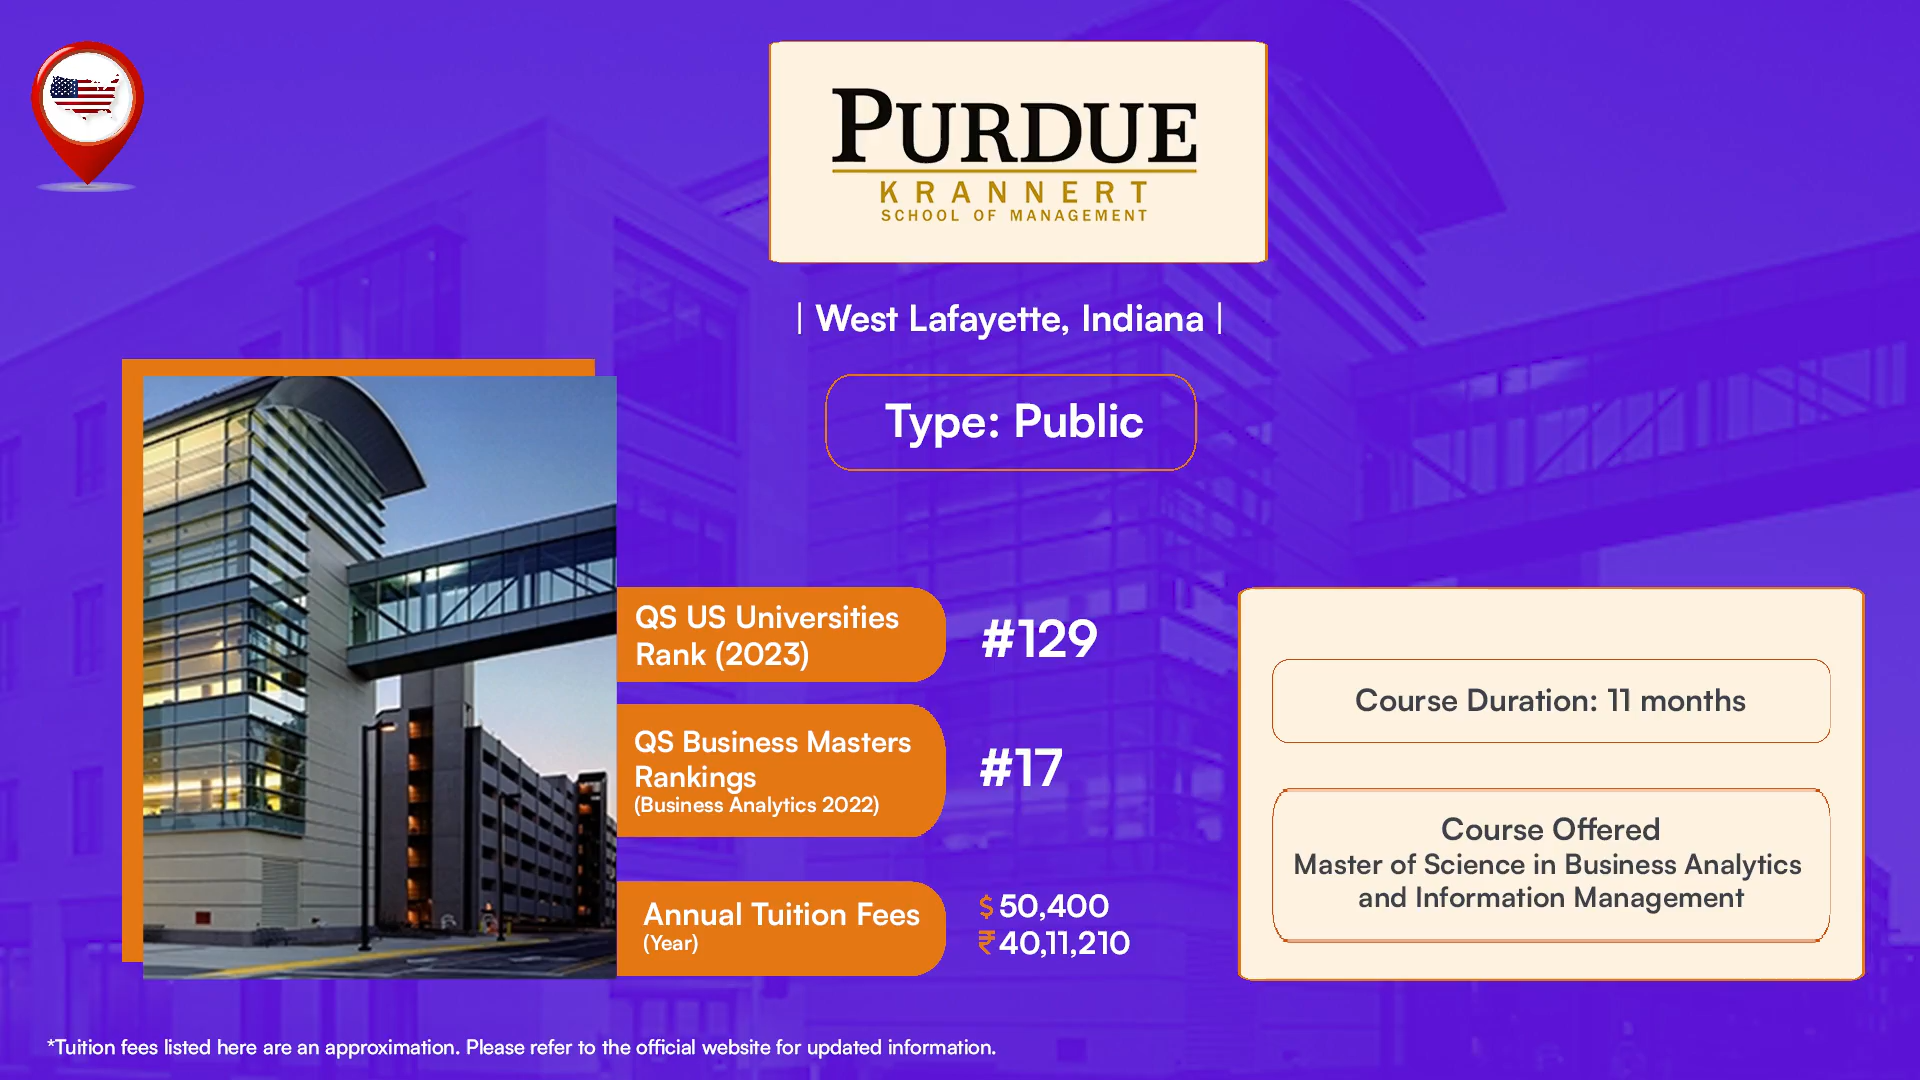 PURDUE
KRANNERT
SCHOOL OF MANAGEMENT
| West Lafayette, Indiana |
Type: Public
QS US Universities
Rank (2023)
#129
QS Business Masters
Rankings
(Business Analytics 2022)
#17
Annual Tuition Fees
(Year)
$ 50,400
₹ 40,11,210
Course Duration: 11 months
Course Offered
Master of Science in Business Analytics
and Information Management
*Tuition fees listed here are an approximation. Please refer to the official website for updated information.